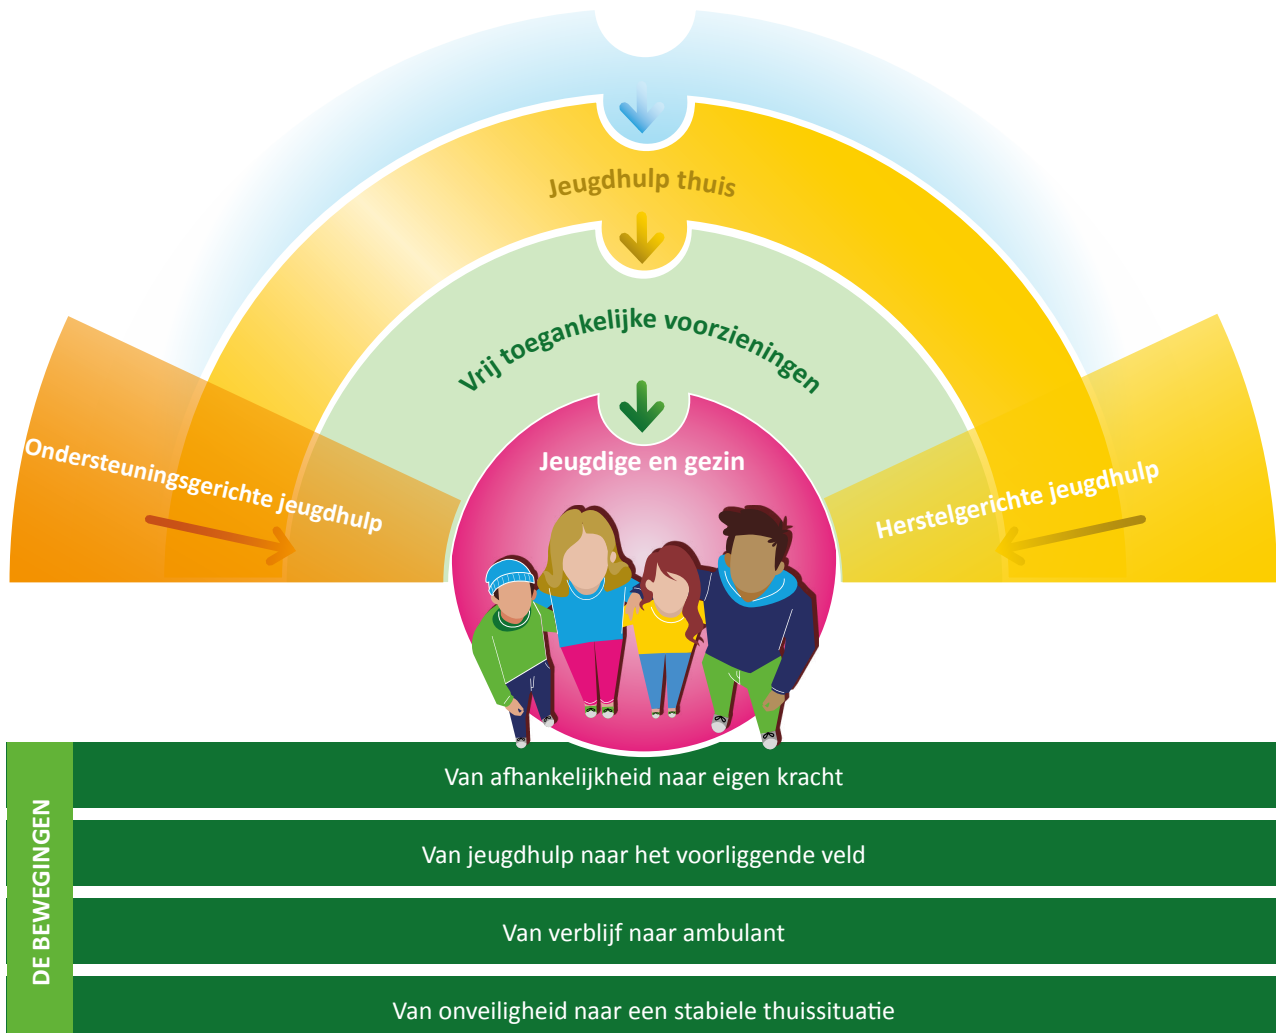 Jeugdhulp thuis
Vrij toegankelijke voorzieningen
Ondersteuningsgerichte jeugdhulp
Jeugdige en gezin
Herstelgerichte jeugdhulp
DE BEWEGINGEN
Van afhankelijkheid naar eigen kracht
Van jeugdhulp naar het voorliggende veld
Van verblijf naar ambulant
Van onveiligheid naar een stabiele thuissituatie